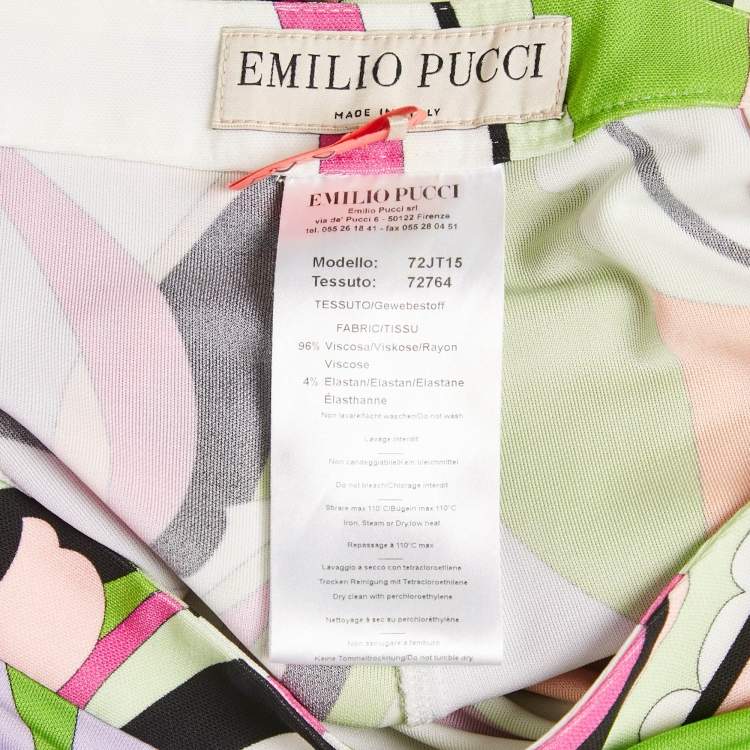 EMILIO PUCCI
MADE IN ITALY
EMILIO PUCCI
Emilio Pucci srl
via de' Pucci 6 - 50122 Firenze
tel. 055 26 18 41 - fax 055 28 04 51
Modello: 72JT15
Tessuto: 72764
TESSUTO/Gewebestoff
FABRIC/TISSU
96% Viscosa/Viskose/Rayon
Viscose
4% Elastan/Elastan/Elastane
Élasthanne
Non lavare/nicht waschen/Do not wash
Lavage interdit
Non candeggiabile/kein bleichmittel
Do not bleach/Chlorage interdit
Stirare max 110°C/Bügeln max 110°C
Iron, Steam or Dry, low heat
Repassage à 110°C max
Lavaggio a secco con tetracloroetilene
Trocken Reinigung mit Tetracloroethilen
Dry clean with perchloroethylene
Nettoyage à sec au perchloréthylène
Non asciugare a tamburo
Keine Trommeltrocknung/Do not tumble dry